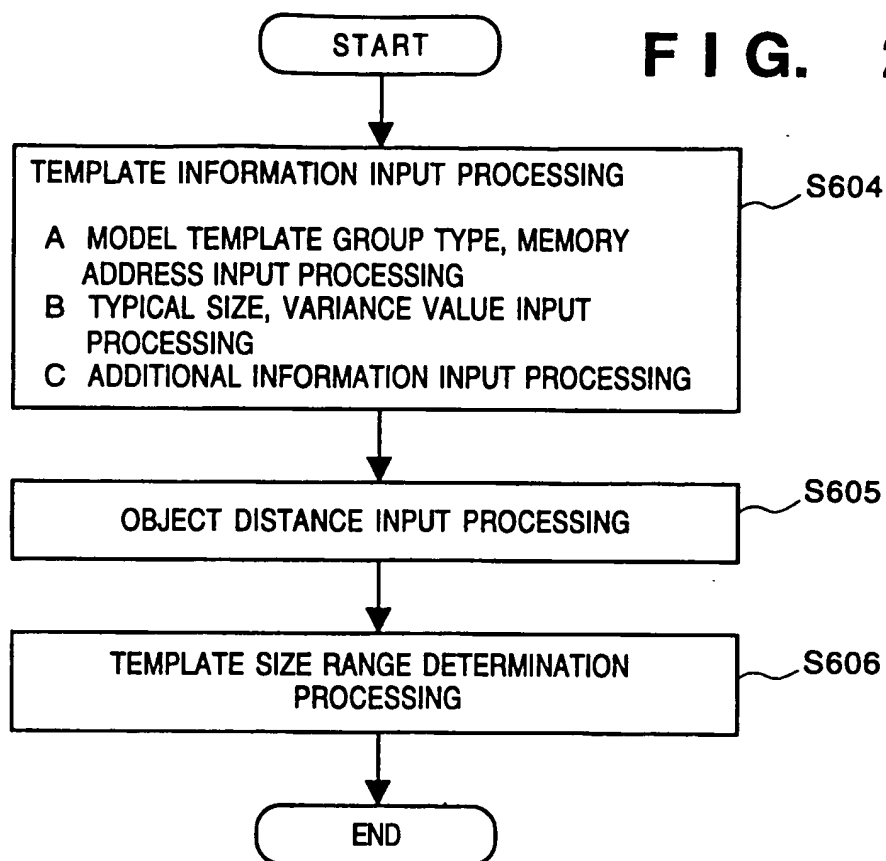 START
FIG.
TEMPLATE INFORMATION INPUT PROCESSING
S604
A MODEL TEMPLATE GROUP TYPE, MEMORY
ADDRESS INPUT PROCESSING
B TYPICAL SIZE, VARIANCE VALUE INPUT
PROCESSING
C ADDITIONAL INFORMATION INPUT PROCESSING
S605
OBJECT DISTANCE INPUT PROCESSING
S606
TEMPLATE SIZE RANGE DETERMINATION
PROCESSING
END